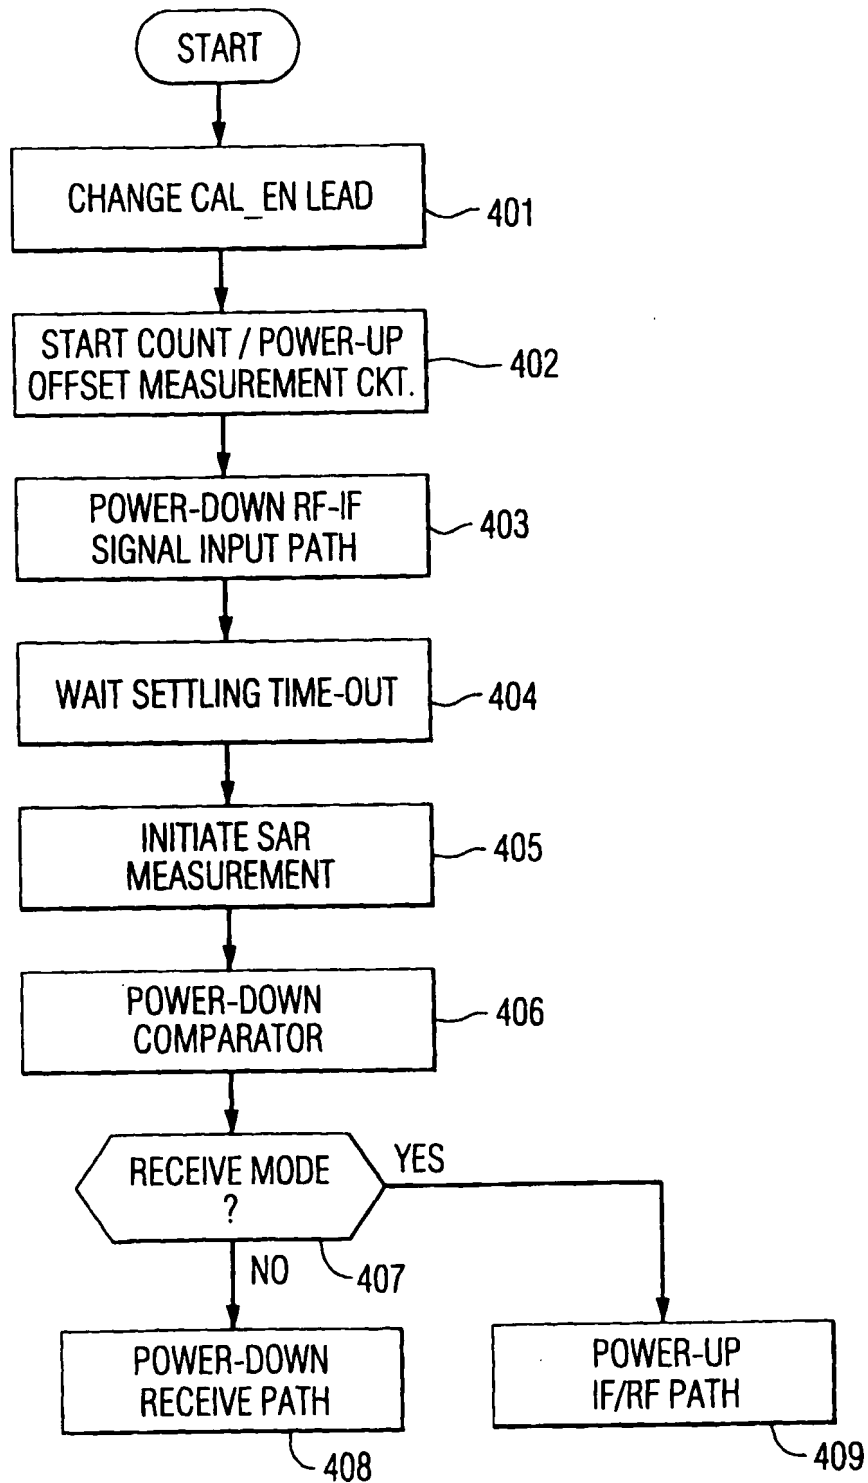 START
CHANGE CAL_EN LEAD
401
START COUNT / POWER-UP
OFFSET MEASUREMENT CKT.
402
POWER-DOWN RF-IF
SIGNAL INPUT PATH
403
WAIT SETTLING TIME-OUT
404
INITIATE SAR
MEASUREMENT
405
POWER-DOWN
COMPARATOR
406
RECEIVE MODE
?
YES
NO
407
POWER-DOWN
RECEIVE PATH
408
POWER-UP
IF/RF PATH
409